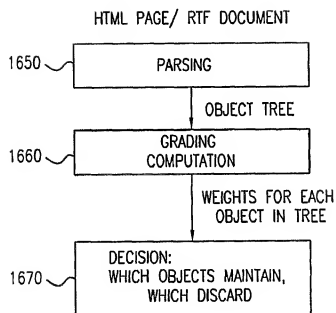 HTML PAGE/ RTF DOCUMENT
1650
PARSING
OBJECT TREE
1660
GRADING
COMPUTATION
WEIGHTS FOR EACH
OBJECT IN TREE
1670
DECISION:
WHICH OBJECTS MAINTAIN,
WHICH DISCARD